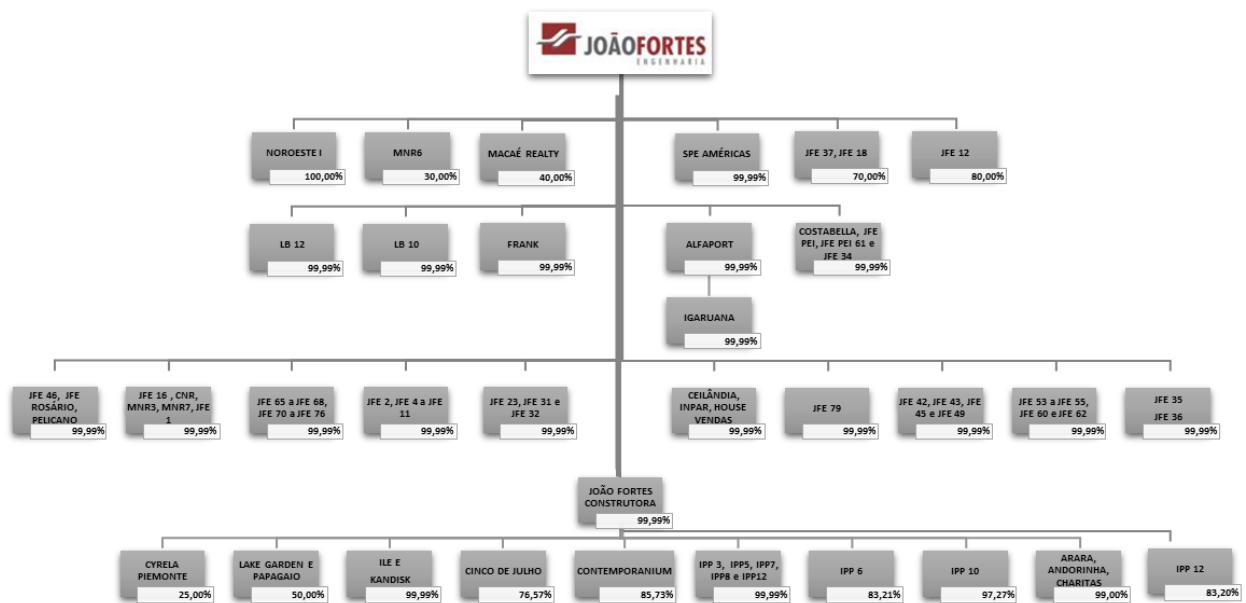 JOÃOFORTES
ENGENHARIA
NOROESTE I
100,00%
MNR6
30,00%
MACAÉ REALTY
40,00%
SPE AMÉRICAS
99,99%
JFE 37, JFE 18
70,00%
JFE 12
80,00%
LB 12
99,99%
LB 10
99,99%
FRANK
99,99%
ALFAPORT
99,99%
COSTABELLA, JFE
PEI, JFE PEI 61 e
JFE 34
99,99%
IGARUANA
99,99%
JFE 46, JFE
ROSÁRIO,
PELICANO
99,99%
JFE 16 , CNR,
MNR3, MNR7, JFE
1
99,99%
JFE 65 a JFE 68,
JFE 70 a JFE 76
99,99%
JFE 2, JFE 4 a JFE
11
99,99%
JFE 23, JFE 31 e
JFE 32
99,99%
CEILÂNDIA,
INPAR, HOUSE
VENDAS
99,99%
JFE 79
99,99%
JFE 42, JFE 43, JFE
45 e JFE 49
99,99%
JFE 53 a JFE 55,
JFE 60 e JFE 62
99,99%
JFE 35
JFE 36
99,99%
JOÃO FORTES
CONSTRUTORA
99,99%
CYRELA
PIEMONTE
25,00%
LAKE GARDEN E
PAPAGAIO
50,00%
ILE E
KANDISK
99,99%
CINCO DE JULHO
76,57%
CONTEMPORANIUM
85,73%
IPP 3, IPP5, IPP7,
IPP8 e IPP12
99,99%
IPP 6
83,21%
IPP 10
97,27%
ARARA,
ANDORINHA,
CHARITAS
99,00%
IPP 12
83,20%